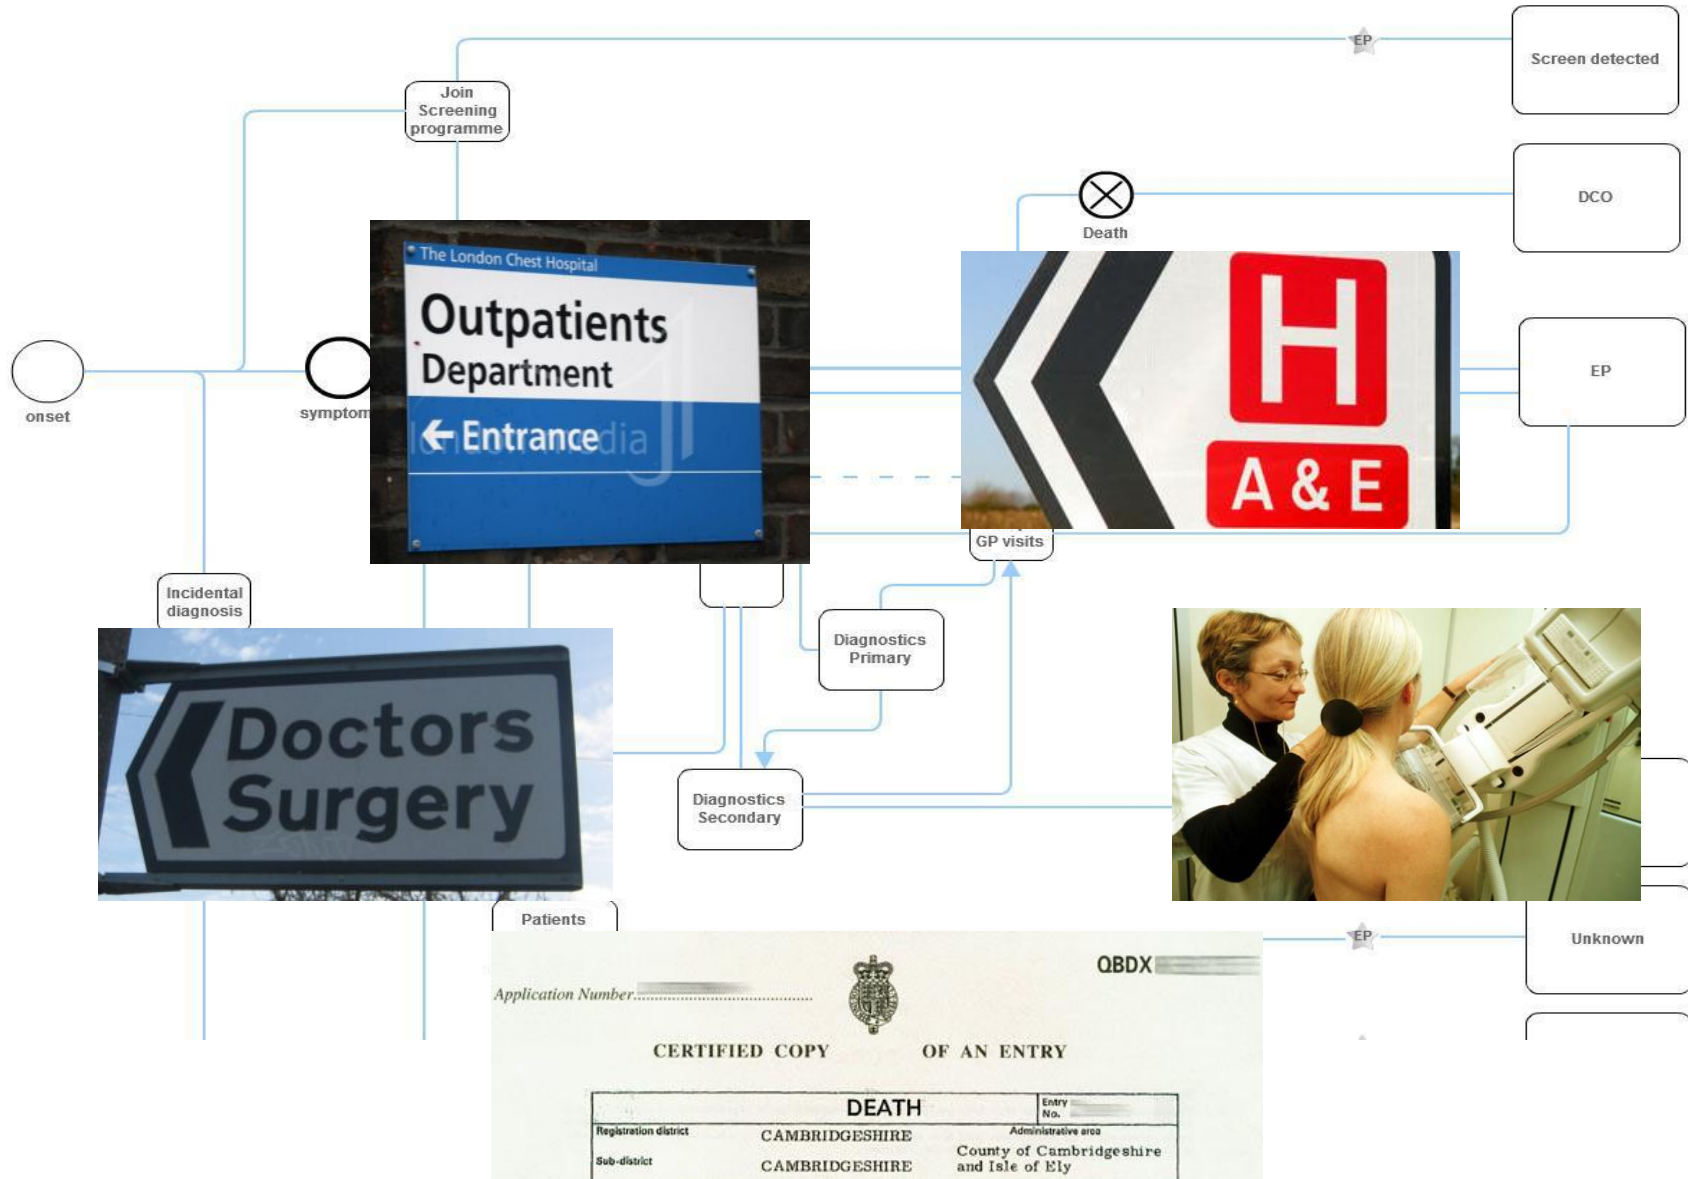 EP
Screen detected
Join
Screening
programme
DCO
Death
The London Chest Hospital
Outpatients
Department
← Entrance
H
A & E
EP
onset
symptom
GP visits
Incidental
diagnosis
Diagnostics
Primary
Doctors
Surgery
Diagnostics
Secondary
Patients
EP
Unknown
QBDX
Application Number
CERTIFIED COPY OF AN ENTRY
DEATH
Entry
No.
Registration district CAMBRIDGESHIRE Administrative area
County of Cambridgeshire
Sub-district CAMBRIDGESHIRE and Isle of Ely